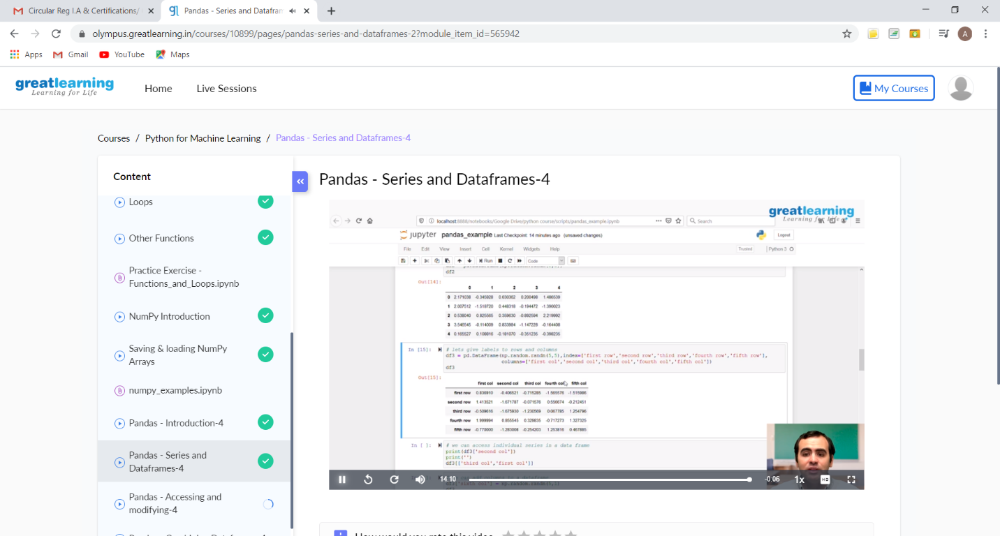 Circular Reg I.A & Certifications/
Pandas - Series and Datafran
olympus.greatlearning.in/courses/10899/pages/pandas-series-and-dataframes-2?module_item_id=565942
A
Apps
Gmail
YouTube
Maps
greatlearning
Learning for Life
Home
Live Sessions
My Courses
Courses / Python for Machine Learning / Pandas - Series and Dataframes-4
Content
Loops
Other Functions
Practice Exercise -
Functions_and_Loops.ipynb
NumPy Introduction
Saving & loading NumPy
Arrays
numpy_examples.ipynb
Pandas - Introduction-4
Pandas - Series and
Dataframes-4
Pandas - Accessing and
modifying-4
Pandas - Series and Dataframes-4
greatlearning
Learning for Life
localhost:8888/notebooks/Google Drive/python course/scripts/pandas_example.ipynb
Search
jupyter pandas_example Last Checkpoint: 14 minutes ago (unsaved changes)
Logout
File Edit View Insert Cell Kernel Widgets Help
Trusted
Python 3
Run
Code
df2
Out[14]:
0 1 2 3 4
0 2.171038 -0.345928 0.030362 0.200498 1.486539
1 2.007512 -1.518720 0.448318 -0.194472 -1.390023
2 0.538040 0.825565 0.359630 -0.892594 2.219992
3 3.546545 -0.114009 0.833984 -1.147228 -0.164408
4 0.165527 0.108816 -0.181070 -0.351235 -0.398235
In [15]:
# lets give labels to rows and columns
df3 = pd.DataFrame(np.random.randn(5,5),index=['first row','second row','third row','fourth row','fifth row'],
columns=['first col','second col','third col','fourth col','fifth col'])
df3
Out[15]:
first col second col third col fourth col fifth col
first row 0.838910 -0.406521 -0.715285 -1.565576 -1.515986
second row 1.413521 -1.671787 -0.071576 0.556674 -0.212451
third row -0.509616 -1.675930 -1.230569 0.067785 1.254796
fourth row 1.999994 0.855545 0.329835 -0.717273 1.327325
fifth row -0.770000 -1.283008 -0.254203 1.253816 0.467885
In [ ]:
# we can access individual series in a data frame
print(df3['second col'])
print('')
df3[['third col','first col']]
14:10
-0:06
1x
HD
How would you rate this video